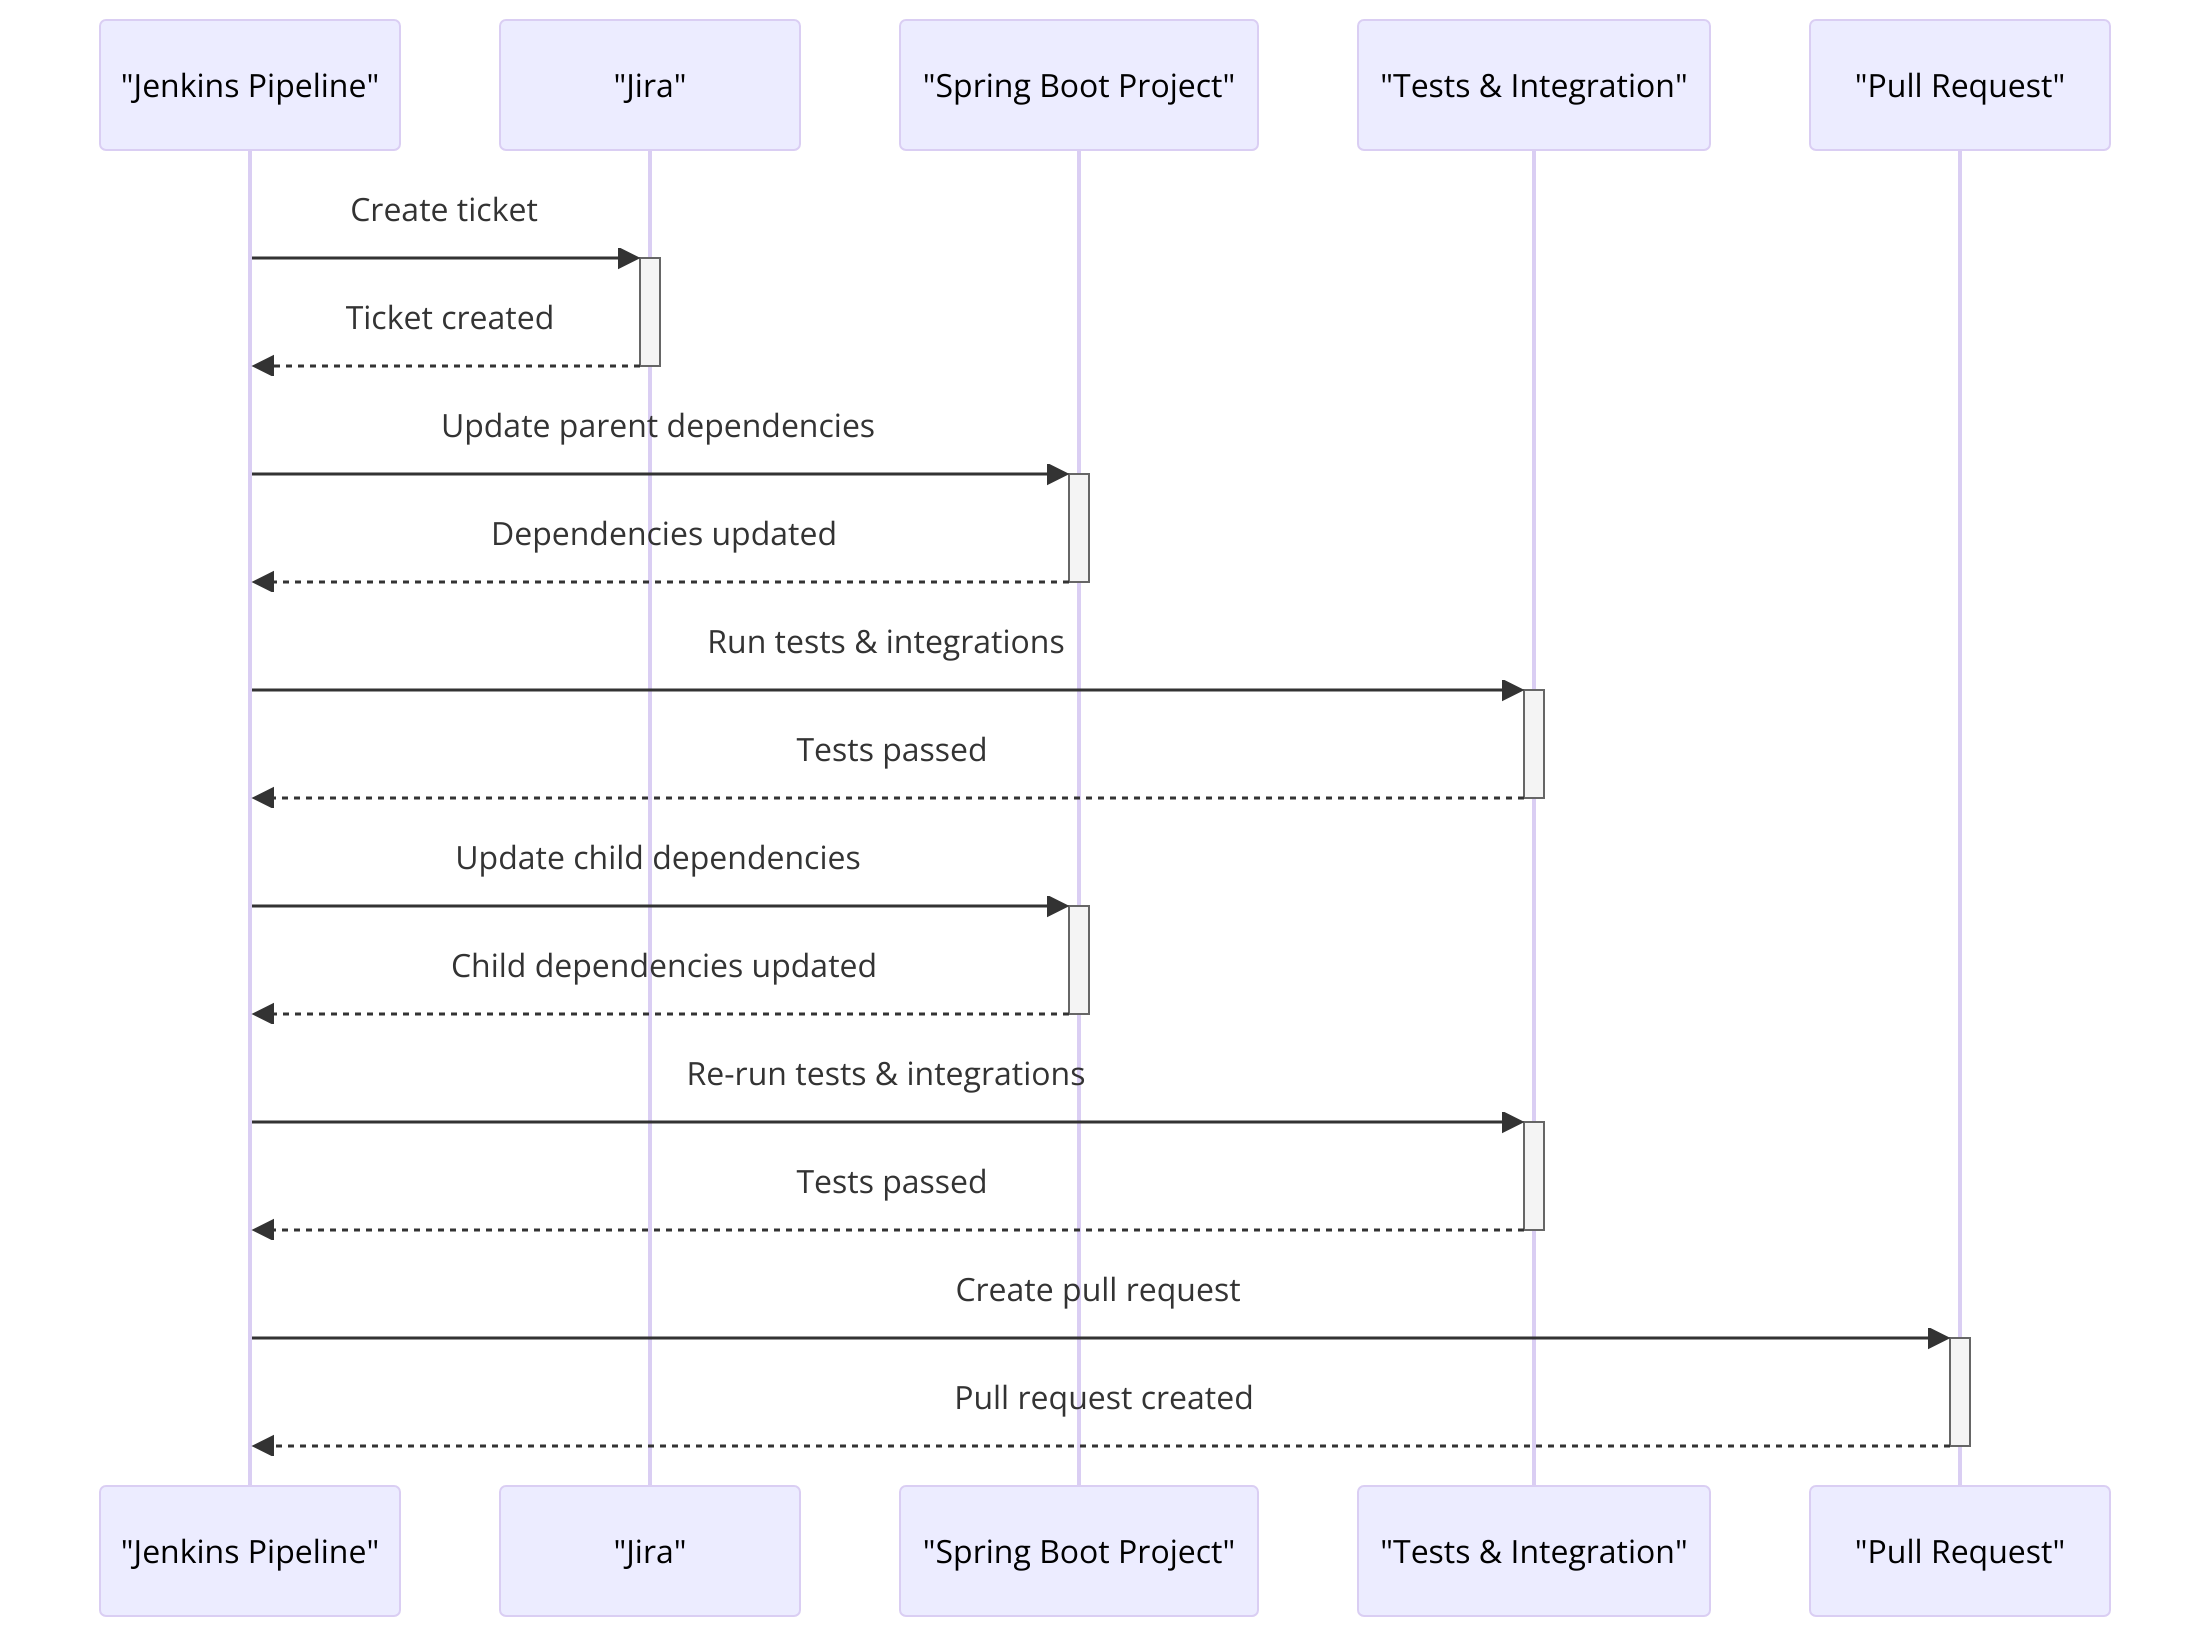 "Jenkins Pipeline"
"Jira"
"Spring Boot Project"
"Tests & Integration"
"Pull Request"
Create ticket
Ticket created
Update parent dependencies
Dependencies updated
Run tests & integrations
Tests passed
Update child dependencies
Child dependencies updated
Re-run tests & integrations
Tests passed
Create pull request
Pull request created
"Jenkins Pipeline"
"Jira"
"Spring Boot Project"
"Tests & Integration"
"Pull Request"